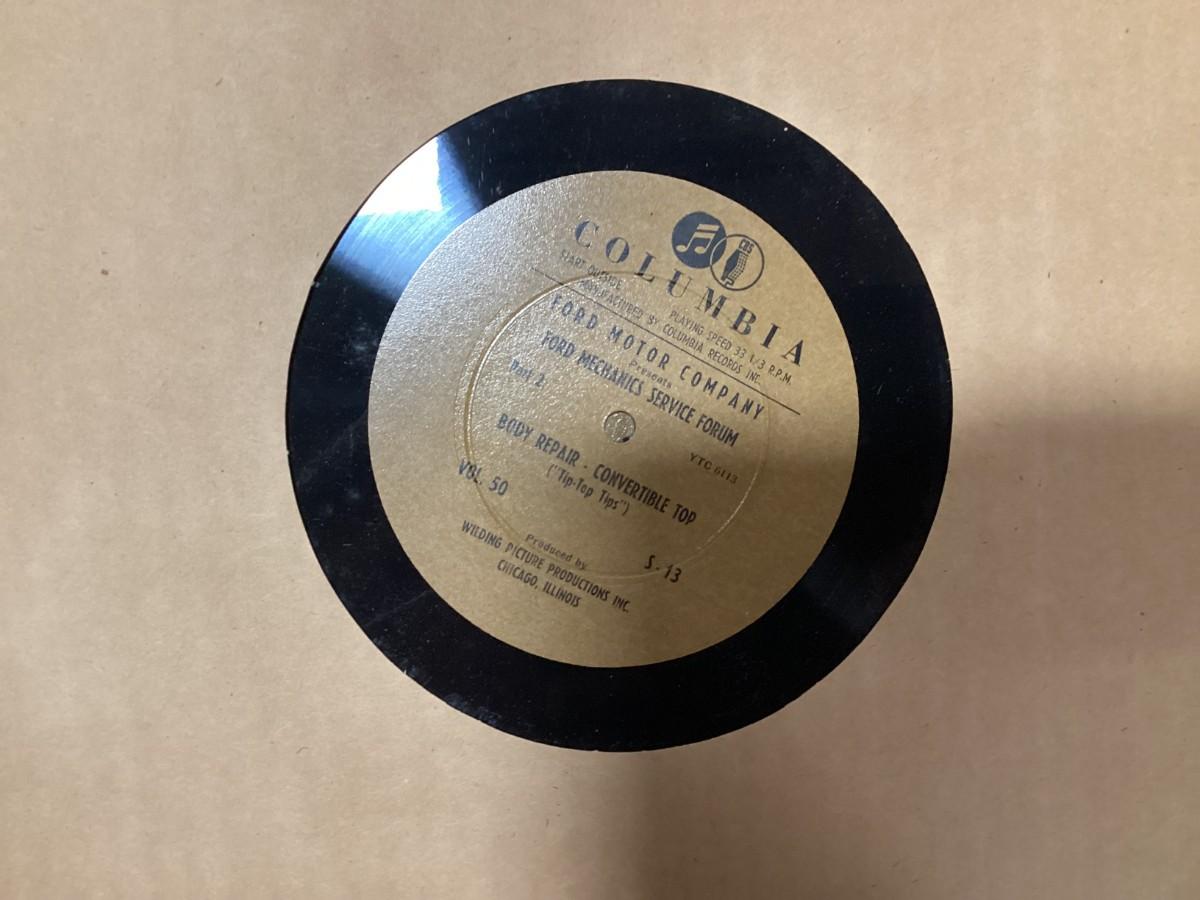 CBS
COLUMBIA
START OUTSIDE PLAYING SPEED 33 1/3 R.P.M.
MANUFACTURED BY COLUMBIA RECORDS INC.
FORD MOTOR COMPANY
Presents
FORD MECHANICS SERVICE FORUM
Part 2
YTC 6113
BODY REPAIR - CONVERTIBLE TOP
("Tip-Top Tips")
VOL. 50
S-13
Produced by
WILDING PICTURE PRODUCTIONS INC.
CHICAGO, ILLINOIS